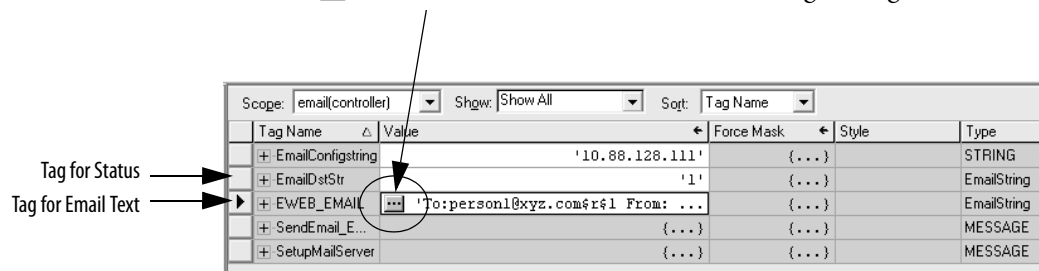 Scope: email(controller) Show: Show All Sort: Tag Name
Tag Name Value Force Mask Style Type
EmailConfigstring '10.88.128.111' {...} STRING
Tag for Status EmailDstStr '1' {...} EmailString
Tag for Email Text EWEB_EMAIL ... 'To:person1@xyz.com$r$l From: ... {...} EmailString
SendEmail_E... {...} {...} MESSAGE
SetupMailServer {...} {...} MESSAGE